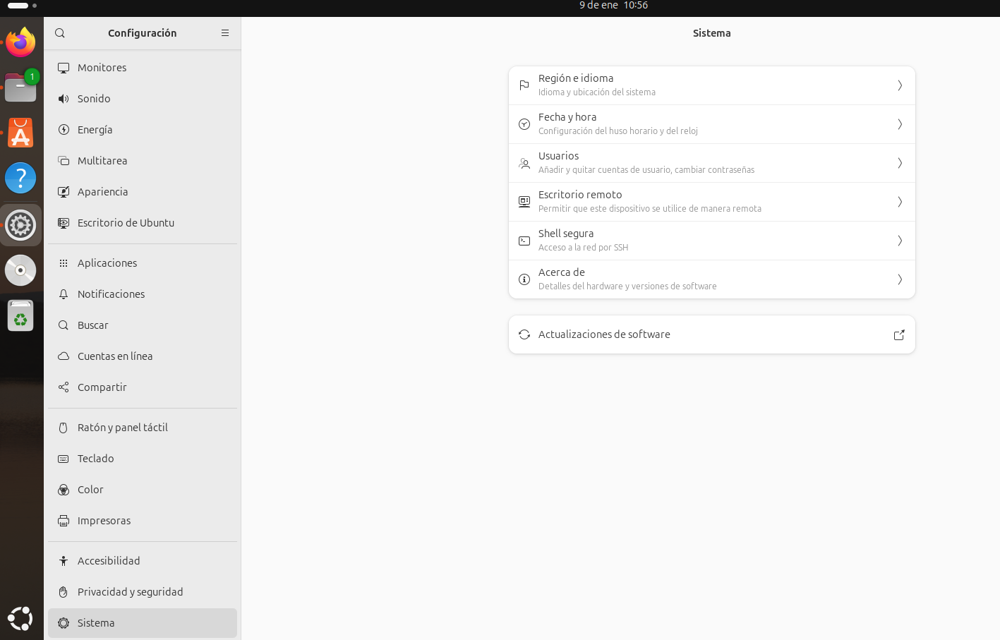 9 de ene 10:56
Configuración
Sistema
1
Monitores
Sonido
Energía
Multitarea
Apariencia
Escritorio de Ubuntu
Aplicaciones
Notificaciones
Buscar
Cuentas en línea
Compartir
Ratón y panel táctil
Teclado
Color
Impresoras
Accesibilidad
Privacidad y seguridad
Sistema
Región e idioma
Idioma y ubicación del sistema
Fecha y hora
Configuración del huso horario y del reloj
Usuarios
Añadir y quitar cuentas de usuario, cambiar contraseñas
Escritorio remoto
Permitir que este dispositivo se utilice de manera remota
Shell segura
Acceso a la red por SSH
Acerca de
Detalles del hardware y versiones de software
Actualizaciones de software